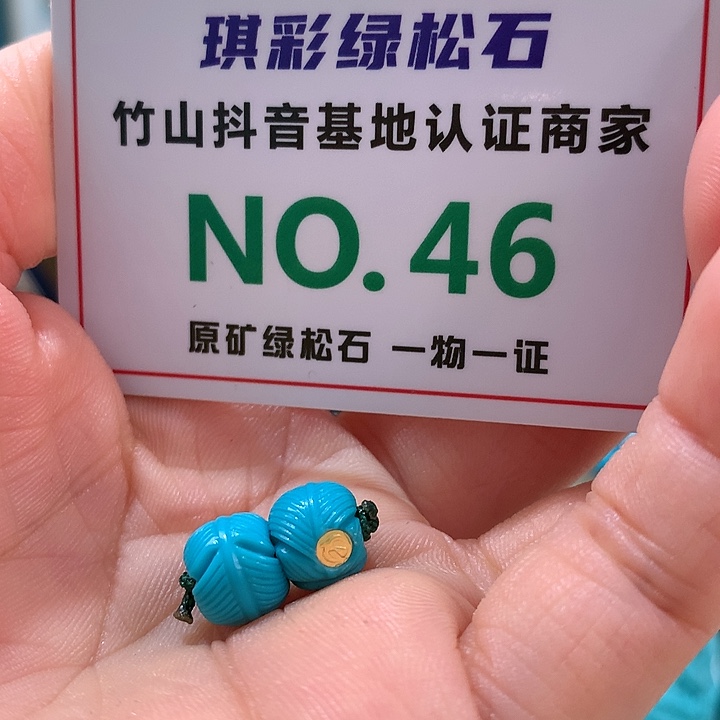 琪彩绿松石
竹山抖音基地认证商家
NO.46
原矿绿松石 一物一证